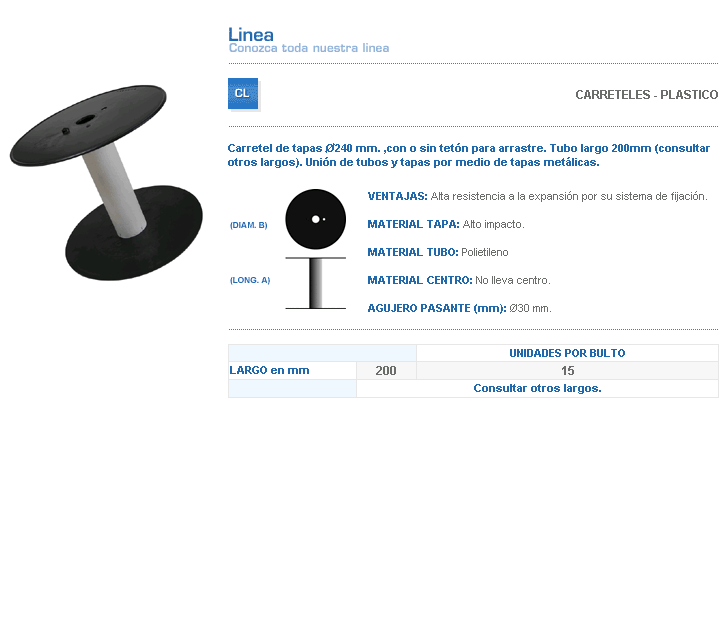 Linea
Conozca toda nuestra linea
CL
CARRETELES - PLASTICO
Carretel de tapas Ø240 mm. ,con o sin tetón para arrastre. Tubo largo 200mm (consultar
otros largos). Unión de tubos y tapas por medio de tapas metálicas.
VENTAJAS: Alta resistencia a la expansión por su sistema de fijación.
(DIAM. B)
MATERIAL TAPA: Alto impacto.
MATERIAL TUBO: Polietileno
(LONG. A)
MATERIAL CENTRO: No lleva centro.
AGUJERO PASANTE (mm): Ø30 mm.
UNIDADES POR BULTO
LARGO en mm 200 15
Consultar otros largos.